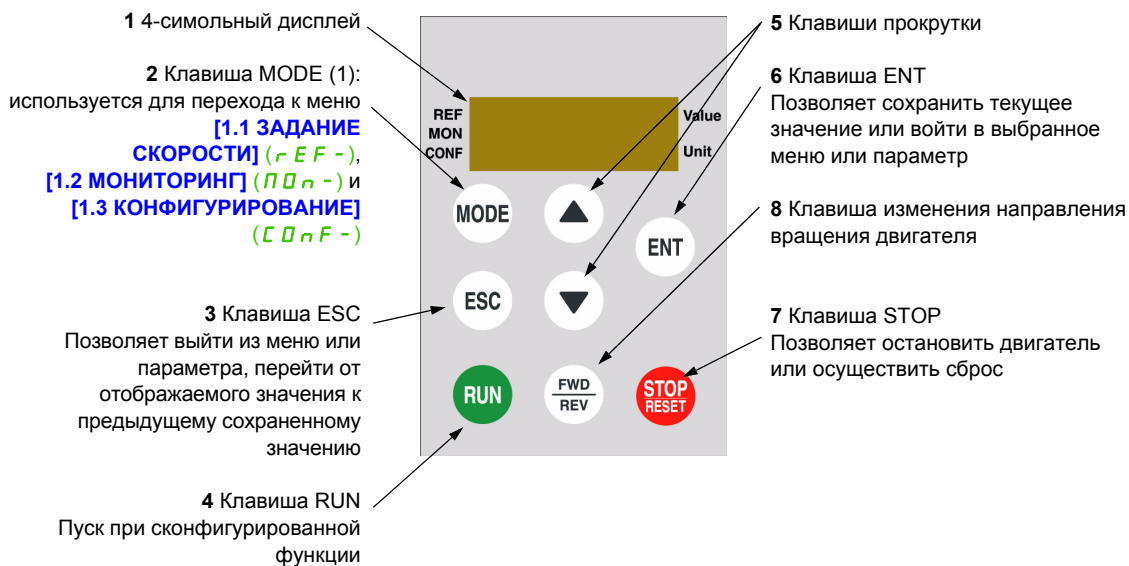 1 4-симольный дисплей
2 Клавиша MODE (1):
используется для перехода к меню
[1.1 ЗАДАНИЕ
СКОРОСТИ] (rEF-),
[1.2 МОНИТОРИНГ] (ПОn-) и
[1.3 КОНФИГУРИРОВАНИЕ]
(COnF-)
3 Клавиша ESC
Позволяет выйти из меню или
параметра, перейти от
отображаемого значения к
предыдущему сохраненному
значению
4 Клавиша RUN
Пуск при сконфигурированной
функции
REF
MON
CONF
Value
Unit
MODE
ENT
ESC
RUN
FWD
REV
STOP
RESET
5 Клавиши прокрутки
6 Клавиша ENT
Позволяет сохранить текущее
значение или войти в выбранное
меню или параметр
8 Клавиша изменения направления
вращения двигателя
7 Клавиша STOP
Позволяет остановить двигатель
или осуществить сброс